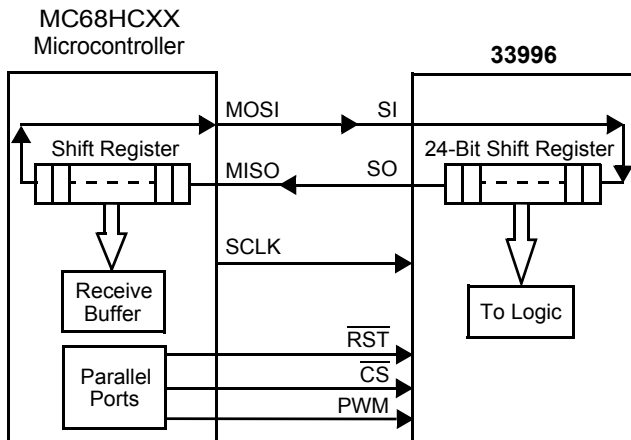 MC68HCXX
Microcontroller
33996
MOSI
SI
Shift Register
24-Bit Shift Register
MISO
SO
SCLK
Receive
Buffer
To Logic
RST
Parallel
Ports
CS
PWM